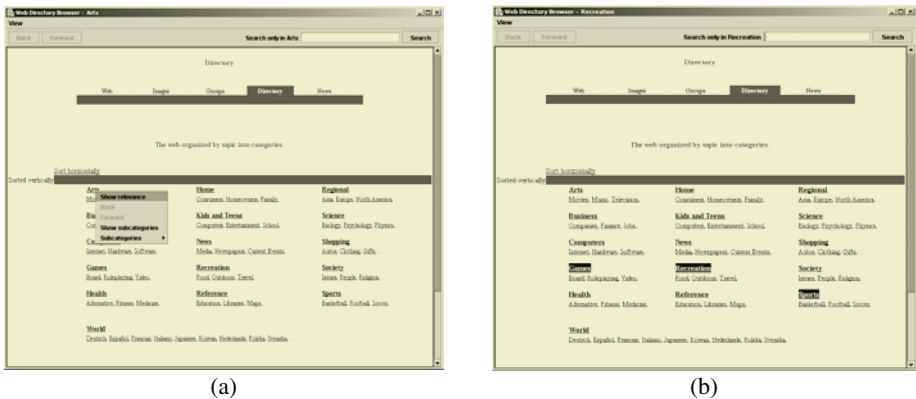 Web Directory Browser - Arts
View
Back Forward Search only in Arts Search
Directory
Web Images Groups Directory News
The web organized by topic into categories.
Sort horizontally
Sorted vertically
Arts Home Regional
Consumers, Homeowners, Family, Asia, Europe, North America,
Show relevance
Back
Forward
Show subcategories
Subcategories
Kids and Teens Science
Computers, Entertainment, School, Biology, Psychology, Physics,
News Shopping
Internet, Hardware, Software, Media, Newspapers, Current Events, Autos, Clothing, Gifts,
Games Recreation Society
Board, Roleplaying, Video, Food, Outdoors, Travel, Issues, People, Religion,
Health Reference Sports
Alternative, Fitness, Medicine, Education, Libraries, Maps, Basketball, Football, Soccer,
World
Deutsch, Español, Français, Italiano, Japanese, Korean, Nederlands, Polska, Svenska,
(a)
Web Directory Browser - Recreation
View
Back Forward Search only in Recreation Search
Directory
Web Images Groups Directory News
The web organized by topic into categories.
Sort horizontally
Sorted vertically
Arts Home Regional
Movies, Music, Television, Consumers, Homeowners, Family, Asia, Europe, North America,
Business Kids and Teens Science
Companies, Finance, Jobs, Computers, Entertainment, School, Biology, Psychology, Physics,
Computers News Shopping
Internet, Hardware, Software, Media, Newspapers, Current Events, Autos, Clothing, Gifts,
Games Recreation Society
Board, Roleplaying, Video, Food, Outdoors, Travel, Issues, People, Religion,
Health Reference Sports
Alternative, Fitness, Medicine, Education, Libraries, Maps, Basketball, Football, Soccer,
World
Deutsch, Español, Français, Italiano, Japanese, Korean, Nederlands, Polska, Svenska,
(b)